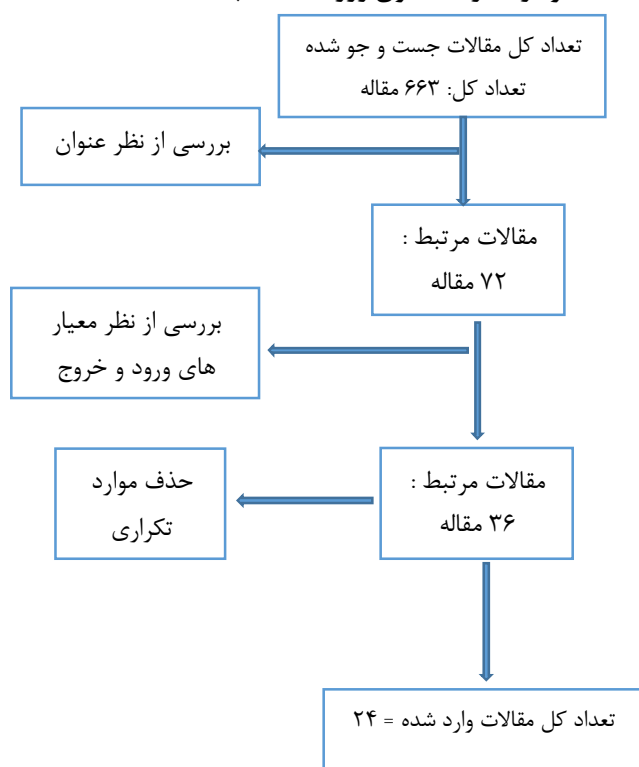 تعداد کل مقالات جست و جو شده
تعداد کل: ۶۶۳ مقاله
بررسی از نظر عنوان
مقالات مرتبط :
۷۲ مقاله
بررسی از نظر معیار
های ورود و خروج
مقالات مرتبط :
۳۶ مقاله
حذف موارد
تکراری
تعداد کل مقالات وارد شده = ۲۴